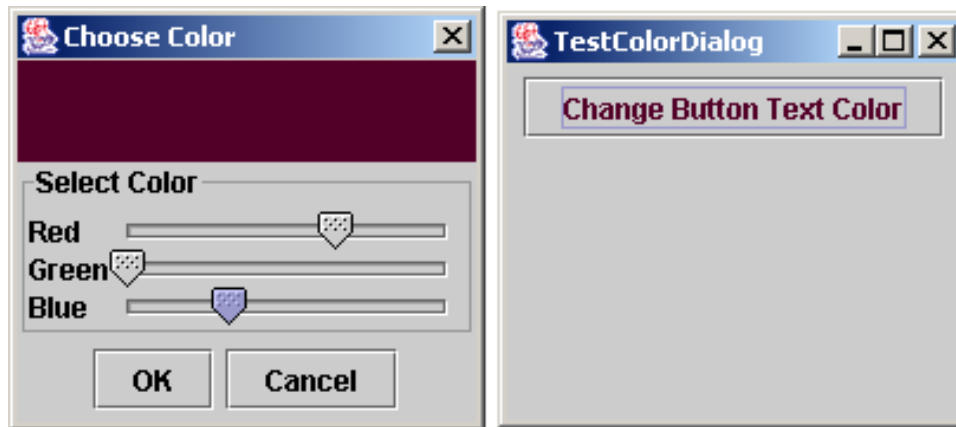 Choose Color
Select Color
Red
Green
Blue
OK Cancel
TestColorDialog
Change Button Text Color